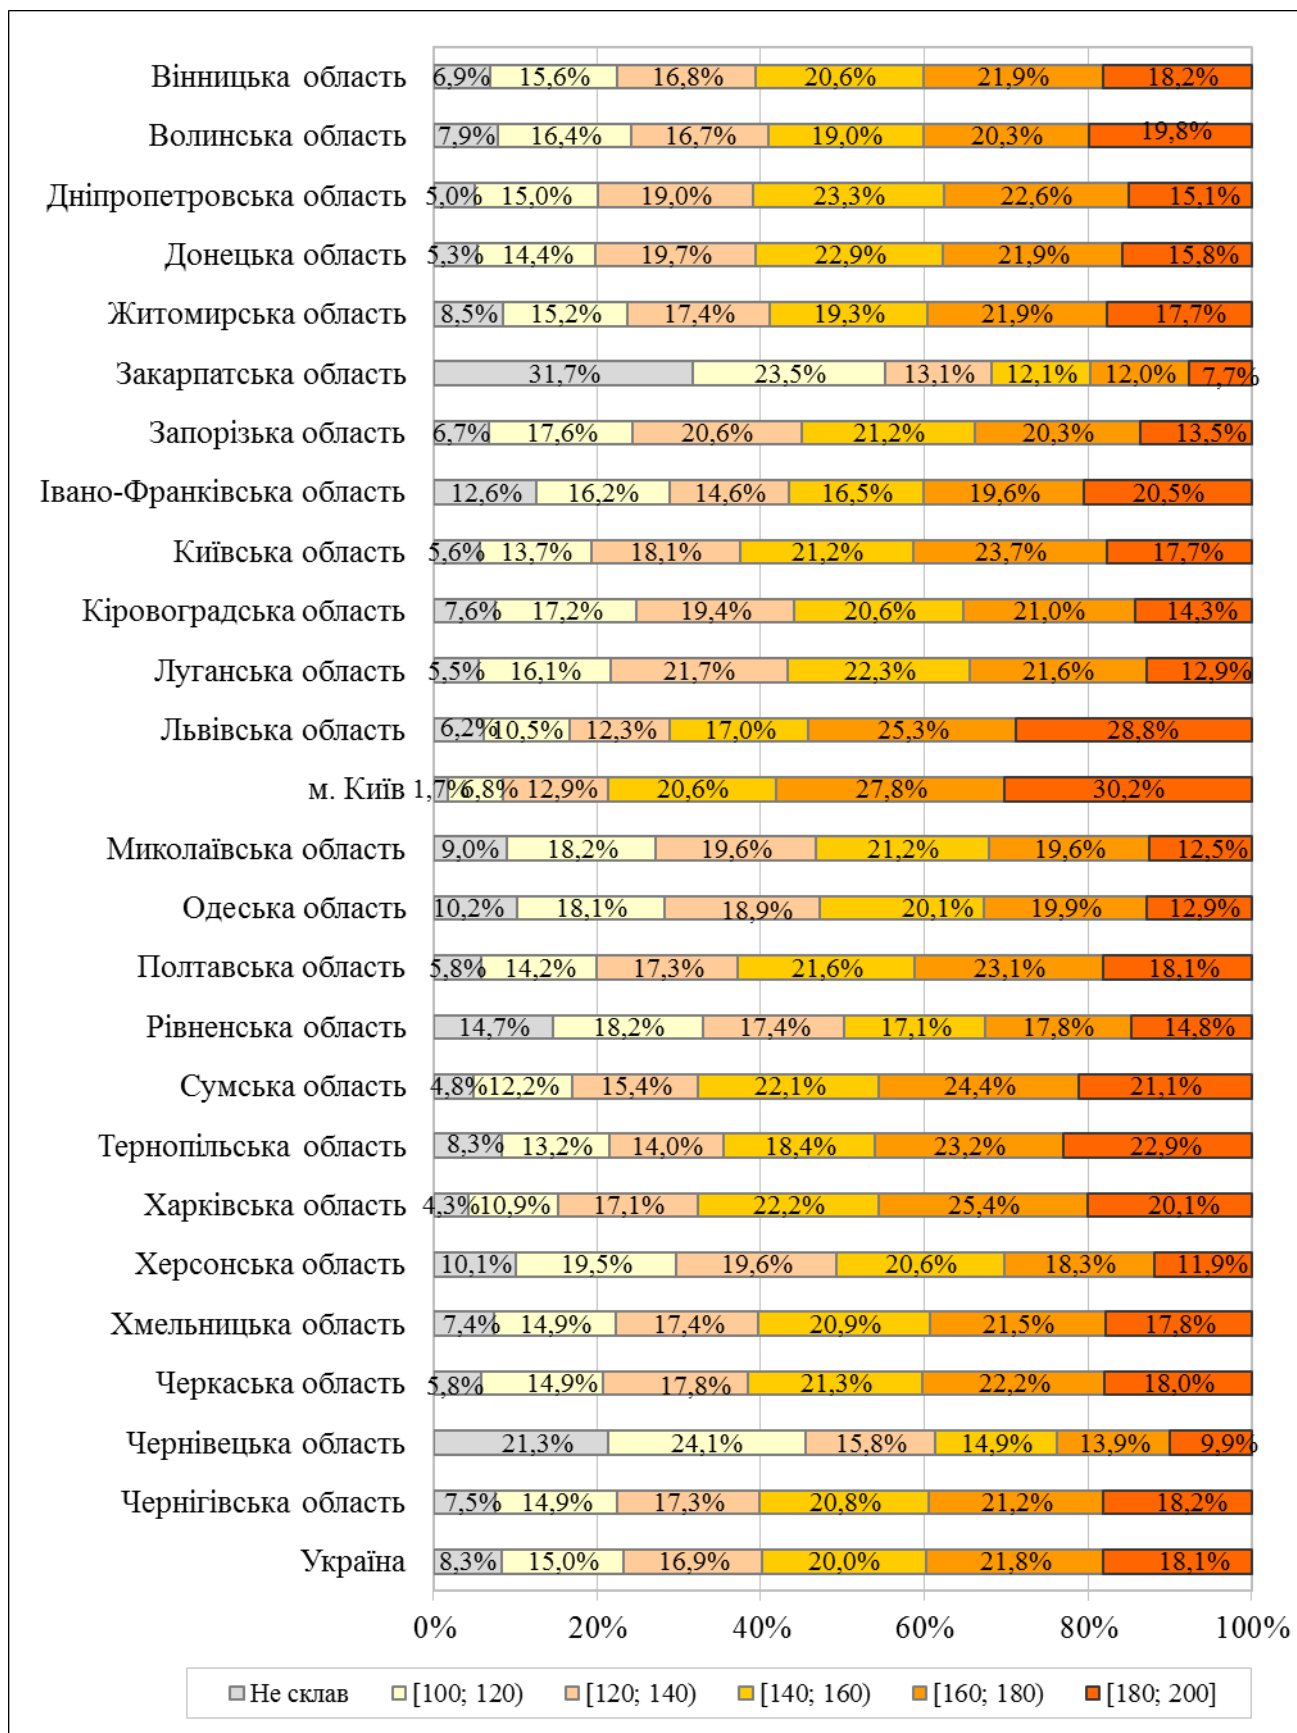 Вінницька область 6,9% 15,6% 16,8% 20,6% 21,9% 18,2%
Волинська область 7,9% 16,4% 16,7% 19,0% 20,3% 19,8%
Дніпропетровська область 5,0% 15,0% 19,0% 23,3% 22,6% 15,1%
Донецька область 5,3% 14,4% 19,7% 22,9% 21,9% 15,8%
Житомирська область 8,5% 15,2% 17,4% 19,3% 21,9% 17,7%
Закарпатська область 31,7% 23,5% 13,1% 12,1% 12,0% 7,7%
Запорізька область 6,7% 17,6% 20,6% 21,2% 20,3% 13,5%
Івано-Франківська область 12,6% 16,2% 14,6% 16,5% 19,6% 20,5%
Київська область 5,6% 13,7% 18,1% 21,2% 23,7% 17,7%
Кіровоградська область 7,6% 17,2% 19,4% 20,6% 21,0% 14,3%
Луганська область 5,5% 16,1% 21,7% 22,3% 21,6% 12,9%
Львівська область 6,2% 10,5% 12,3% 17,0% 25,3% 28,8%
м. Київ 1,7% 6,8% 12,9% 20,6% 27,8% 30,2%
Миколаївська область 9,0% 18,2% 19,6% 21,2% 19,6% 12,5%
Одеська область 10,2% 18,1% 18,9% 20,1% 19,9% 12,9%
Полтавська область 5,8% 14,2% 17,3% 21,6% 23,1% 18,1%
Рівненська область 14,7% 18,2% 17,4% 17,1% 17,8% 14,8%
Сумська область 4,8% 12,2% 15,4% 22,1% 24,4% 21,1%
Тернопільська область 8,3% 13,2% 14,0% 18,4% 23,2% 22,9%
Харківська область 4,3% 10,9% 17,1% 22,2% 25,4% 20,1%
Херсонська область 10,1% 19,5% 19,6% 20,6% 18,3% 11,9%
Хмельницька область 7,4% 14,9% 17,4% 20,9% 21,5% 17,8%
Черкаська область 5,8% 14,9% 17,8% 21,3% 22,2% 18,0%
Чернівецька область 21,3% 24,1% 15,8% 14,9% 13,9% 9,9%
Чернігівська область 7,5% 14,9% 17,3% 20,8% 21,2% 18,2%
Україна 8,3% 15,0% 16,9% 20,0% 21,8% 18,1%
0% 20% 40% 60% 80% 100%
Не склав [100; 120) [120; 140) [140; 160) [160; 180) [180; 200]